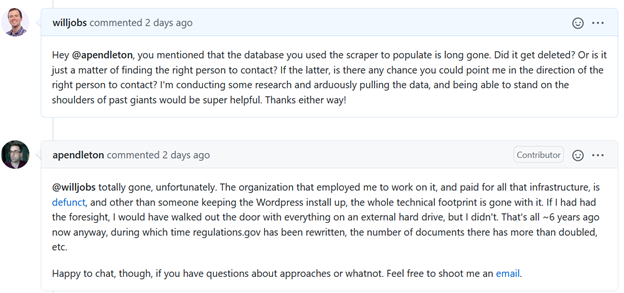 willjobs commented 2 days ago
Hey @apendleton, you mentioned that the database you used the scraper to populate is long gone. Did it get deleted? Or is it
just a matter of finding the right person to contact? If the latter, is there any chance you could point me in the direction of the
right person to contact? I'm conducting some research and arduously pulling the data, and being able to stand on the
shoulders of past giants would be super helpful. Thanks either way!
apendleton commented 2 days ago Contributor
@willjobs totally gone, unfortunately. The organization that employed me to work on it, and paid for all that infrastructure, is
defunct, and other than someone keeping the Wordpress install up, the whole technical footprint is gone with it. If I had had
the foresight, I would have walked out the door with everything on an external hard drive, but I didn't. That's all ~6 years ago
now anyway, during which time regulations.gov has been rewritten, the number of documents there has more than doubled,
etc.
Happy to chat, though, if you have questions about approaches or whatnot. Feel free to shoot me an email.